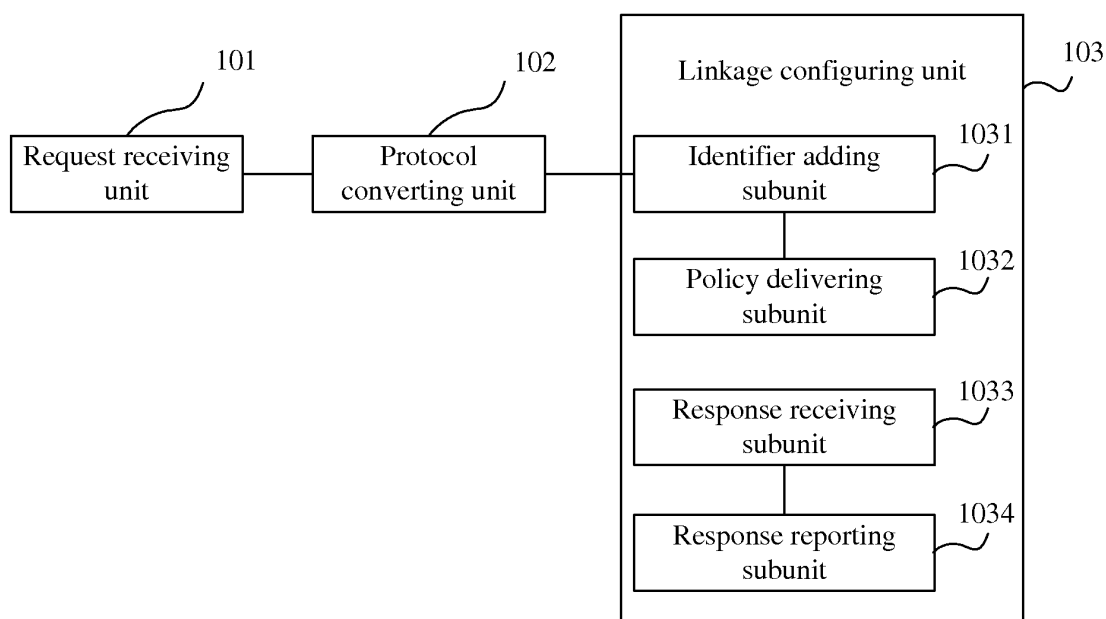 101
102
103
Linkage configuring unit
Request receiving
unit
Protocol
converting unit
1031
Identifier adding
subunit
1032
Policy delivering
subunit
1033
Response receiving
subunit
1034
Response reporting
subunit